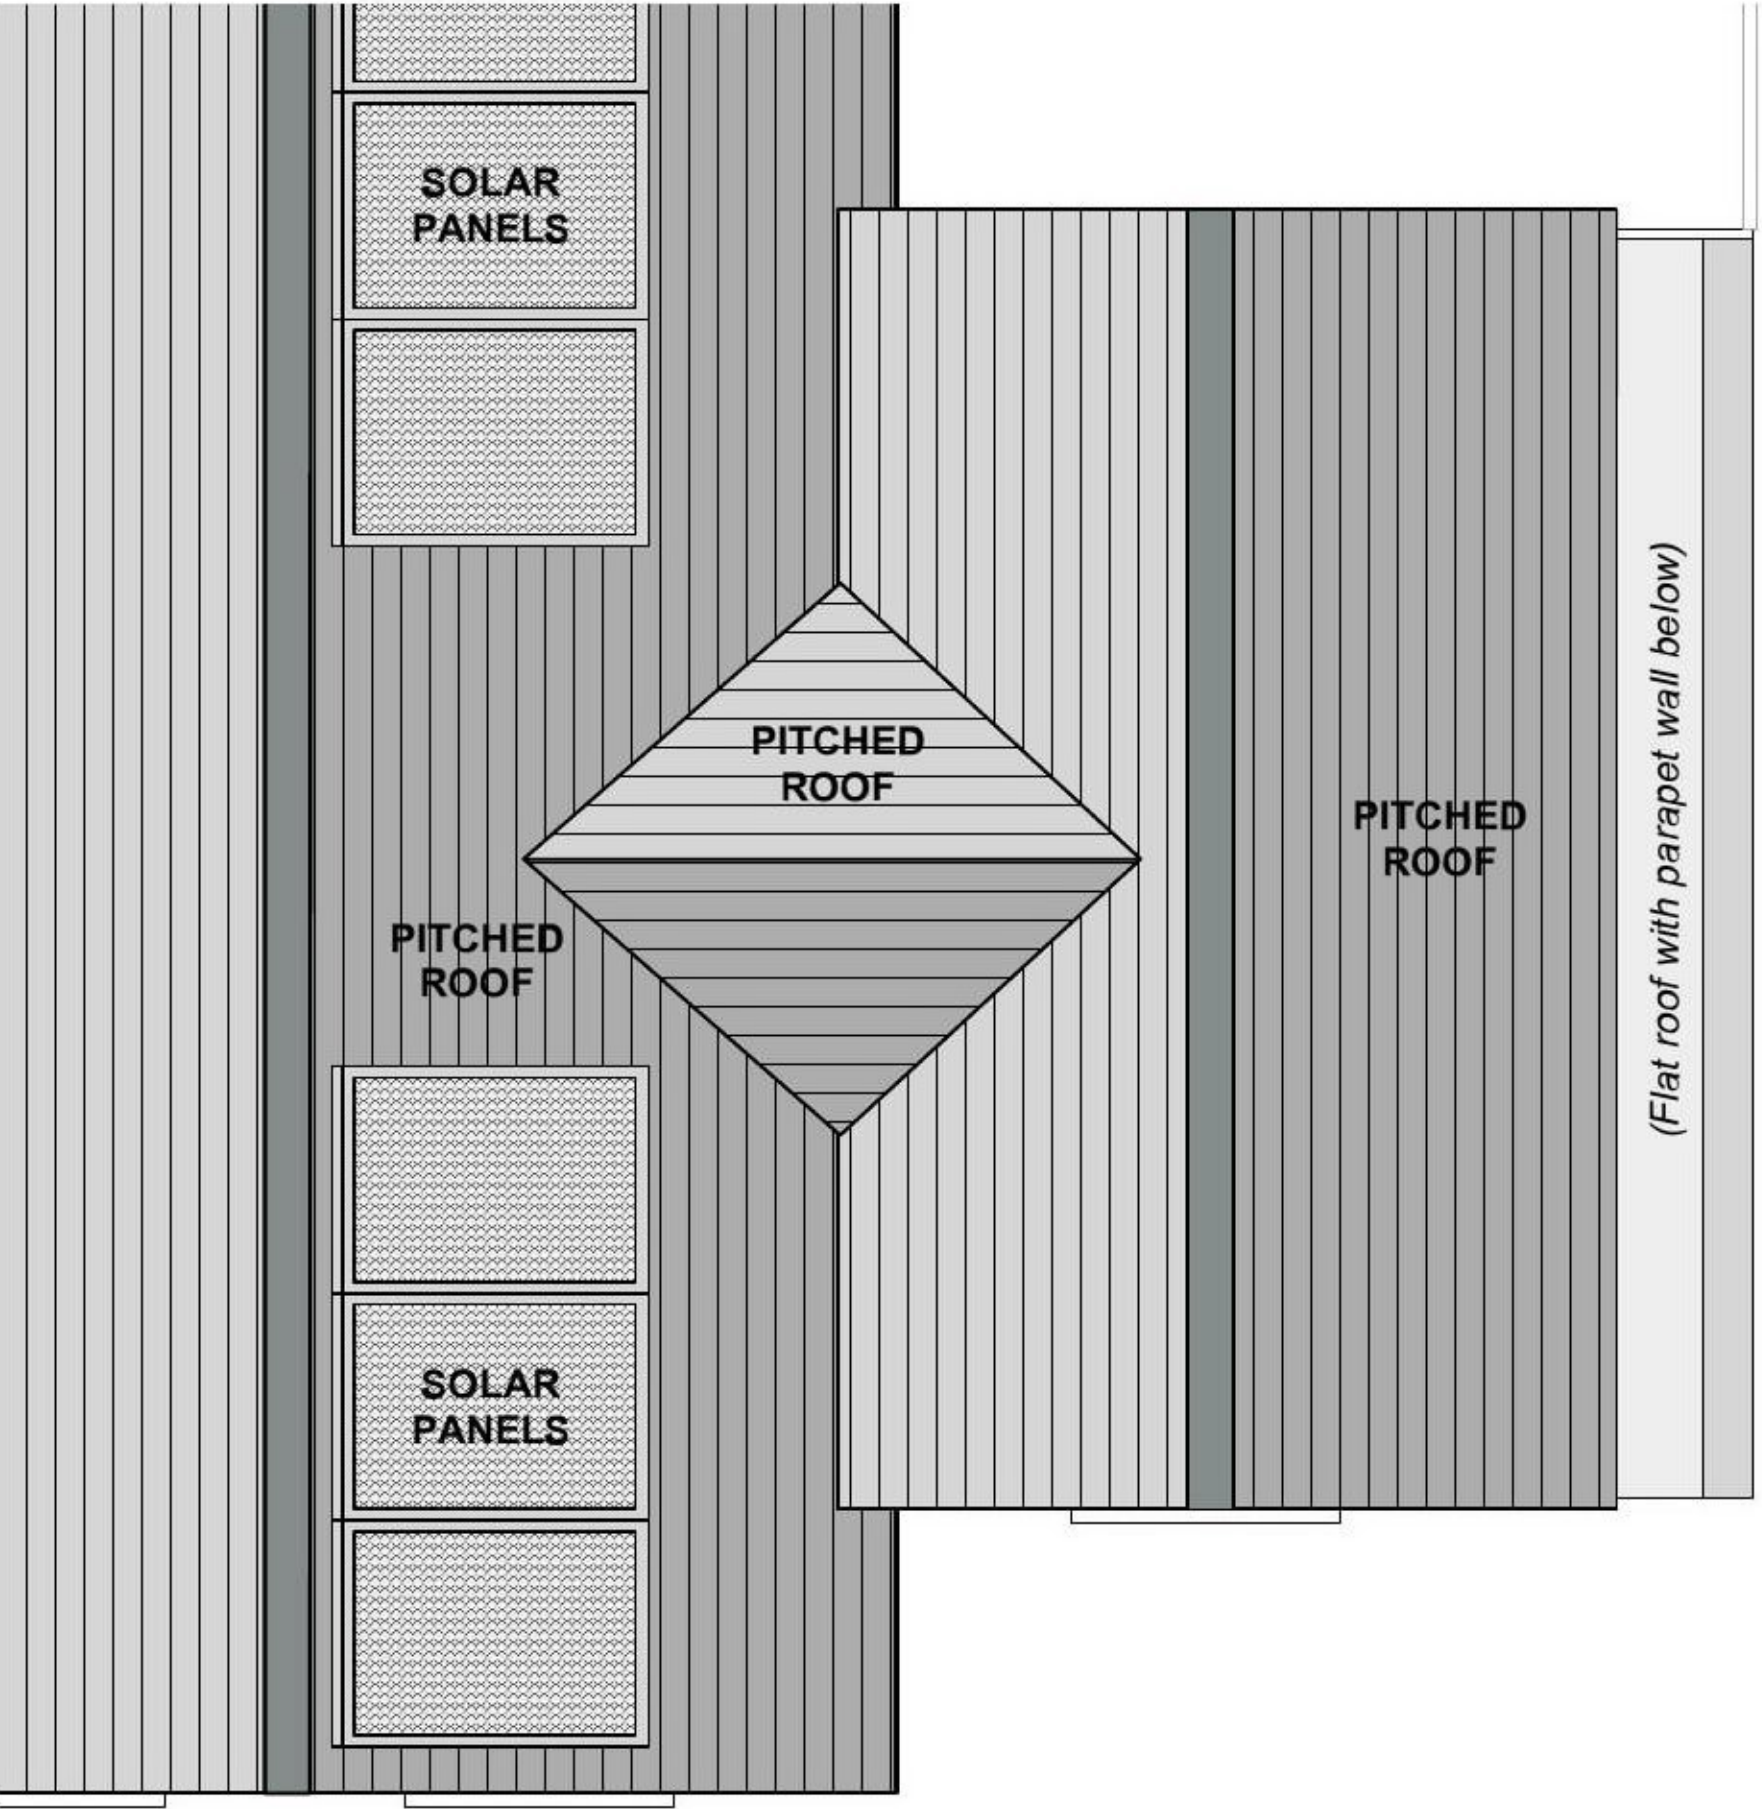 SOLAR
PANELS
PITCHED
ROOF
PITCHED
ROOF
PITCHED
ROOF
SOLAR
PANELS
(Flat roof with parapet wall below)